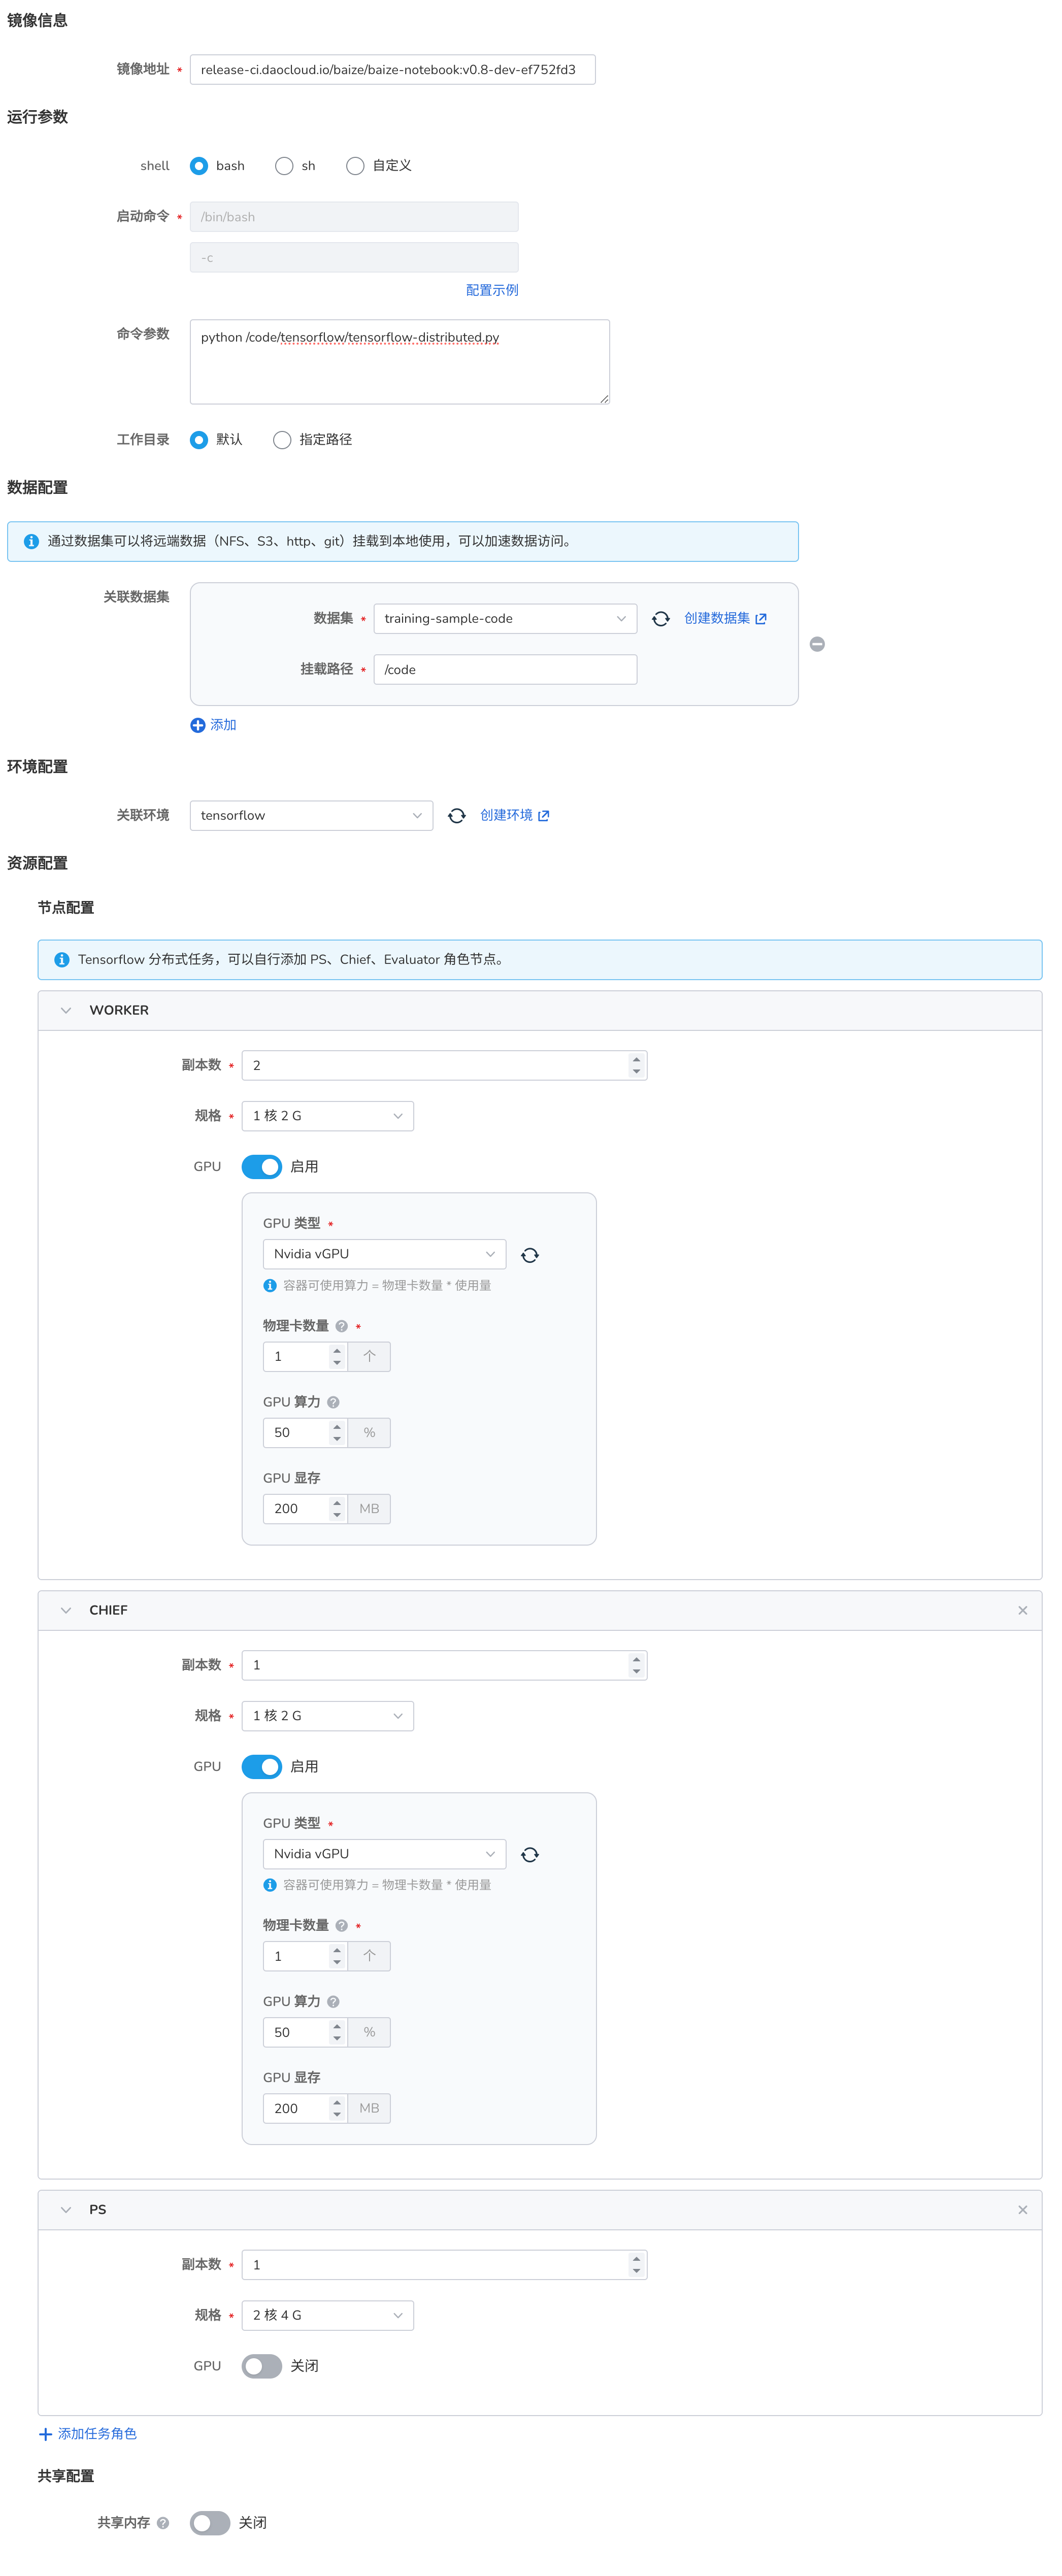 镜像信息
镜像地址 * release-ci.daocloud.io/baize/baize-notebook:v0.8-dev-ef752fd3
运行参数
shell bash sh 自定义
启动命令 * /bin/bash
-c
配置示例
命令参数 python /code/tensorflow/tensorflow-distributed.py
工作目录 默认 指定路径
数据配置
通过数据集可以将远端数据（NFS、S3、http、git）挂载到本地使用，可以加速数据访问。
关联数据集
数据集 * training-sample-code 创建数据集
挂载路径 * /code
添加
环境配置
关联环境 tensorflow 创建环境
资源配置
节点配置
Tensorflow 分布式任务，可以自行添加 PS、Chief、Evaluator 角色节点。
WORKER
副本数 * 2
规格 * 1 核 2 G
GPU 启用
GPU 类型 *
Nvidia vGPU
容器可使用算力 = 物理卡数量 * 使用量
物理卡数量 *
1 个
GPU 算力
50 %
GPU 显存
200 MB
CHIEF
副本数 * 1
规格 * 1 核 2 G
GPU 启用
GPU 类型 *
Nvidia vGPU
容器可使用算力 = 物理卡数量 * 使用量
物理卡数量 *
1 个
GPU 算力
50 %
GPU 显存
200 MB
PS
副本数 * 1
规格 * 2 核 4 G
GPU 关闭
添加任务角色
共享配置
共享内存 关闭